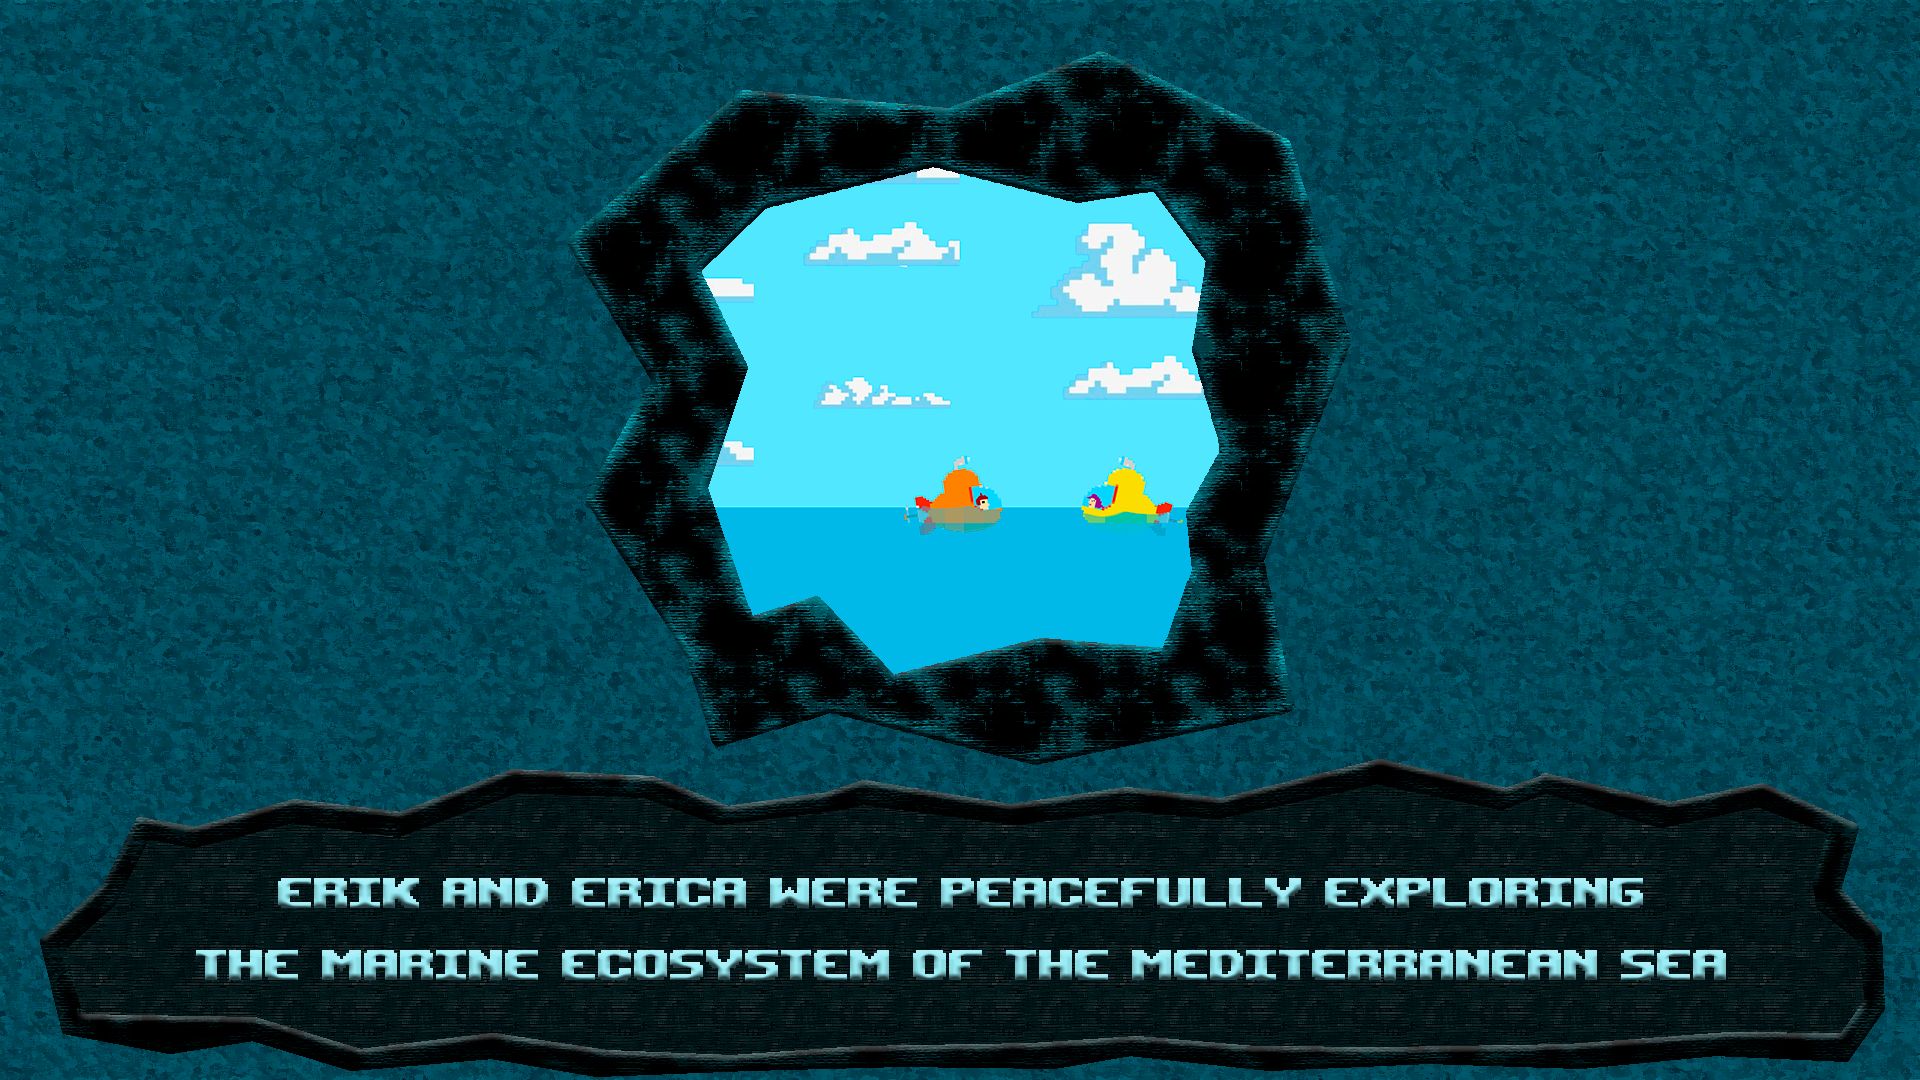 ERIK AND ERICA WERE PEACEFULLY EXPLORING
THE MARINE ECOSYSTEM OF THE MEDITERRANEAN SEA